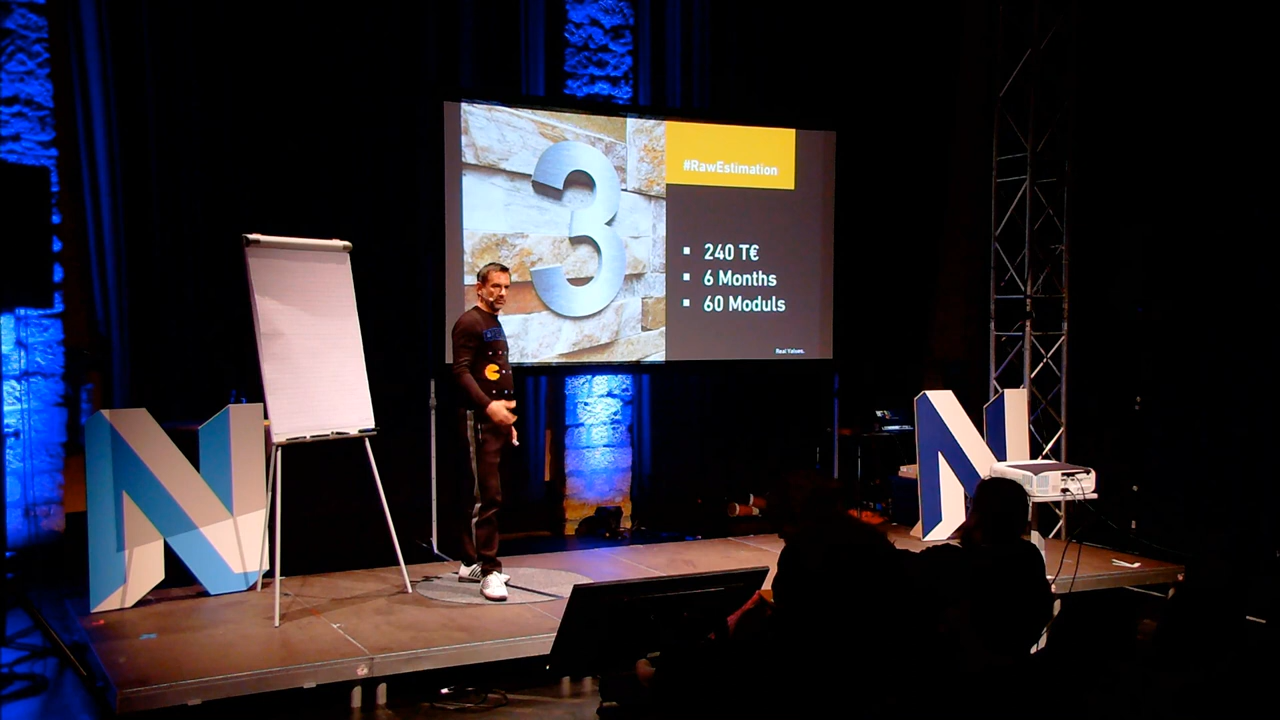 3
#RawEstimation
▪ 240 T€
▪ 6 Months
▪ 60 Moduls
Real Values.
N
N